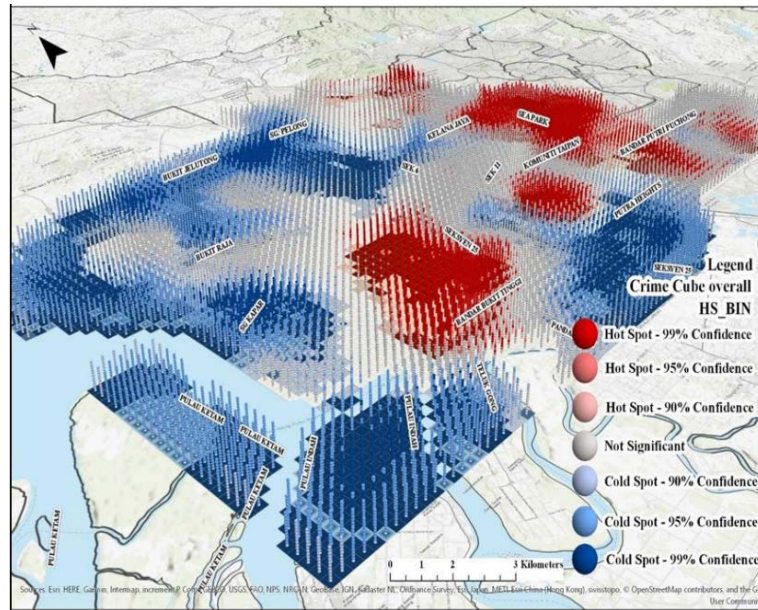 SEA PARK
KELANA JAYA
SG. PELONG
BANDAR PUTRI PUCHONG
KOMUNITI TAIPAN
SEK 4
BUKIT JELUTONG
PUTRA HEIGHTS
BUKIT RAJA
SEKSYEN 25
SEKSYEN 25
Legend
Crime Cube overall
HS_BIN
Hot Spot - 99% Confidence
Hot Spot - 95% Confidence
Hot Spot - 90% Confidence
Not Significant
Cold Spot - 90% Confidence
Cold Spot - 95% Confidence
Cold Spot - 99% Confidence
BANDAR BUKIT TINGGI
SG KAPAR
TELUK GONG
PULAU KETAM
PULAU KETAM
PULAU INDAH
PULAU INDAH
PULAU KETAM
PULAU KETAM
PULAU KETAM
PULAU KETAM
0 1 2 3 Kilometers